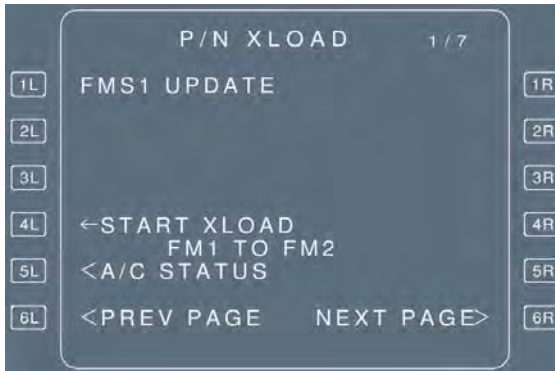 P/N XLOAD 1/7
1L FMS1 UPDATE 1R
2L 2R
3L 3R
4L ←START XLOAD 4R
FM1 TO FM2
5L <A/C STATUS 5R
6L <PREV PAGE NEXT PAGE> 6R